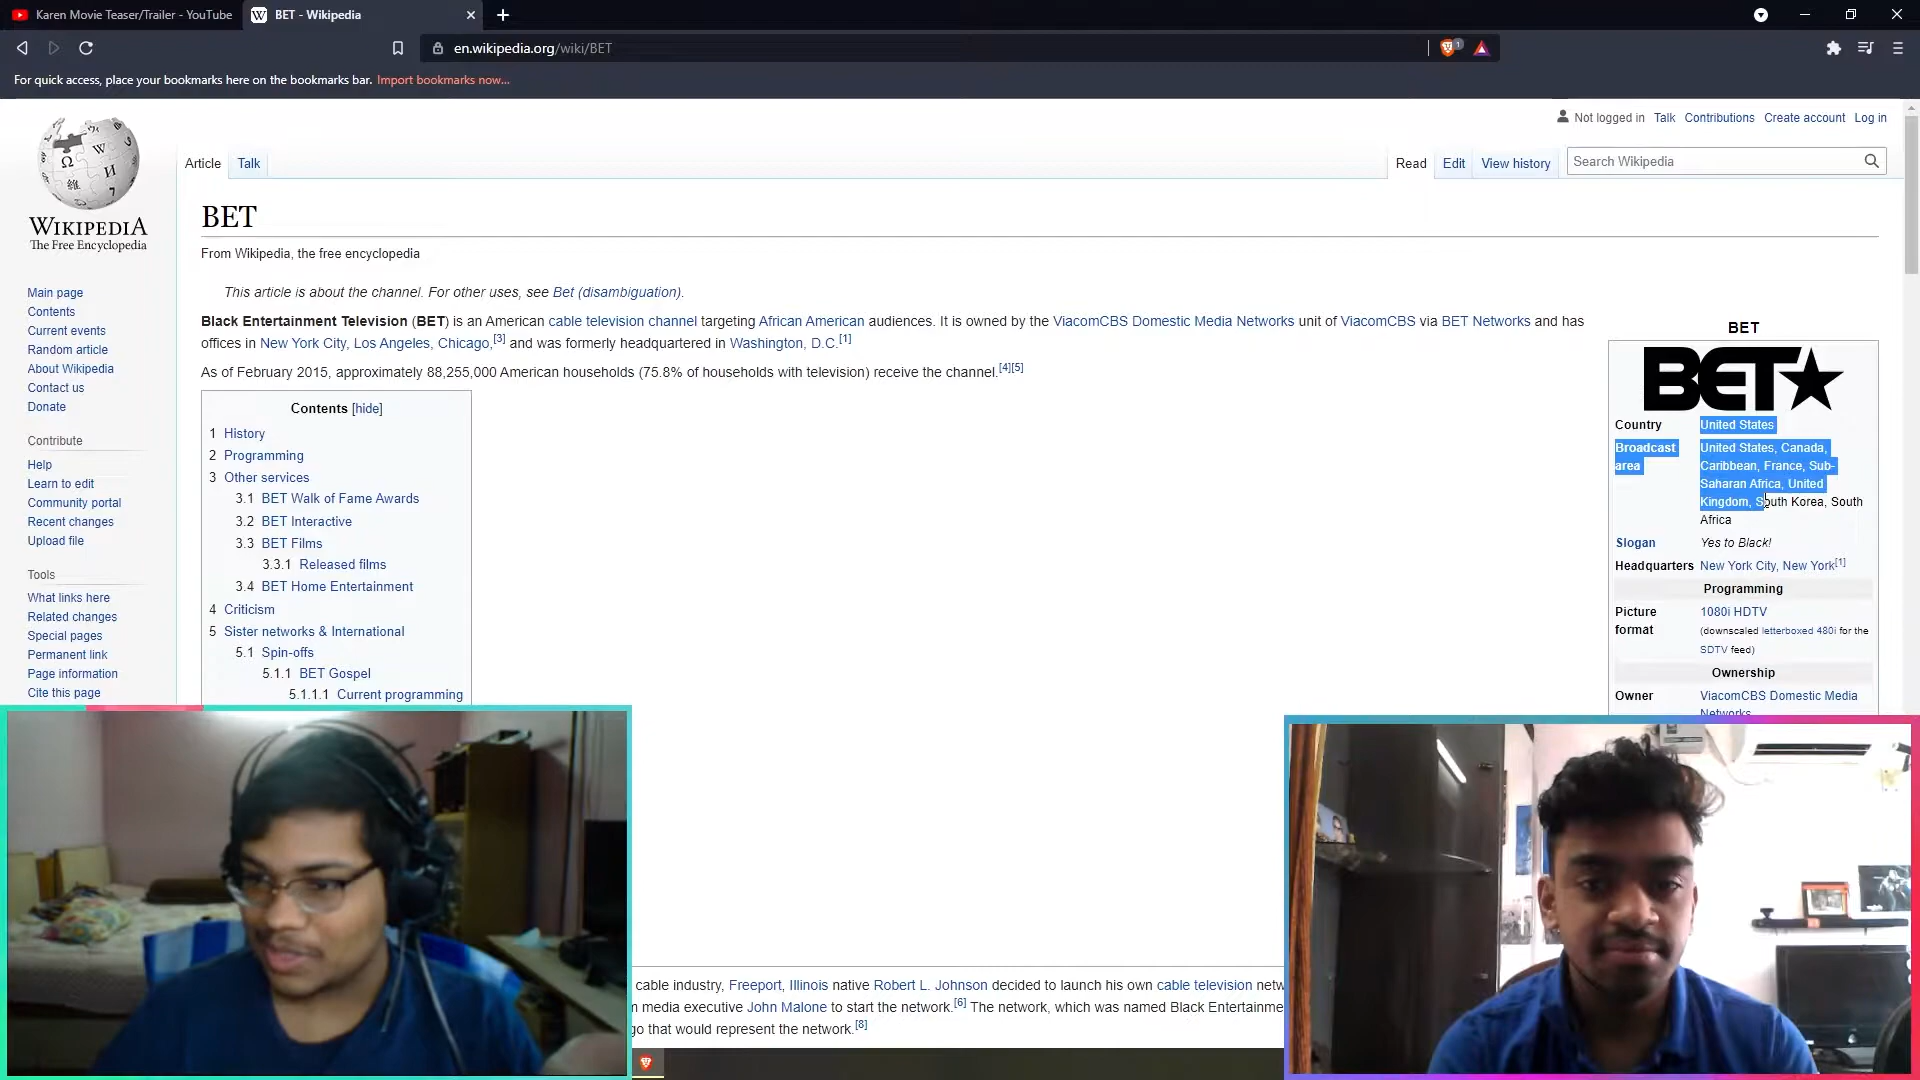 Karen Movie Teaser/Trailer - YouTube
BET - Wikipedia
en.wikipedia.org/wiki/BET
1
For quick access, place your bookmarks here on the bookmarks bar. Import bookmarks now...
Not logged in Talk Contributions Create account Log in
Article Talk
Read Edit View history
Search Wikipedia
WIKIPEDIA
The Free Encyclopedia
Main page
Contents
Current events
Random article
About Wikipedia
Contact us
Donate
Contribute
Help
Learn to edit
Community portal
Recent changes
Upload file
Tools
What links here
Related changes
Special pages
Permanent link
Page information
Cite this page
BET
From Wikipedia, the free encyclopedia
This article is about the channel. For other uses, see Bet (disambiguation).
Black Entertainment Television (BET) is an American cable television channel targeting African American audiences. It is owned by the ViacomCBS Domestic Media Networks unit of ViacomCBS via BET Networks and has
offices in New York City, Los Angeles, Chicago,[3] and was formerly headquartered in Washington, D.C.[1]
As of February 2015, approximately 88,255,000 American households (75.8% of households with television) receive the channel.[4][5]
Contents [hide]
1 History
2 Programming
3 Other services
3.1 BET Walk of Fame Awards
3.2 BET Interactive
3.3 BET Films
3.3.1 Released films
3.4 BET Home Entertainment
4 Criticism
5 Sister networks & International
5.1 Spin-offs
5.1.1 BET Gospel
5.1.1.1 Current programming
BET
BET
Country United States
Broadcast area United States, Canada,
Caribbean, France, Sub-
Saharan Africa, United
Kingdom, South Korea, South
Africa
Slogan Yes to Black!
Headquarters New York City, New York[1]
Programming
Picture format 1080i HDTV
(downscaled letterboxed 480i for the
SDTV feed)
Ownership
Owner ViacomCBS Domestic Media
Networks
cable industry, Freeport, Illinois native Robert L. Johnson decided to launch his own cable television netw
media executive John Malone to start the network.[6] The network, which was named Black Entertainme
go that would represent the network.[8]